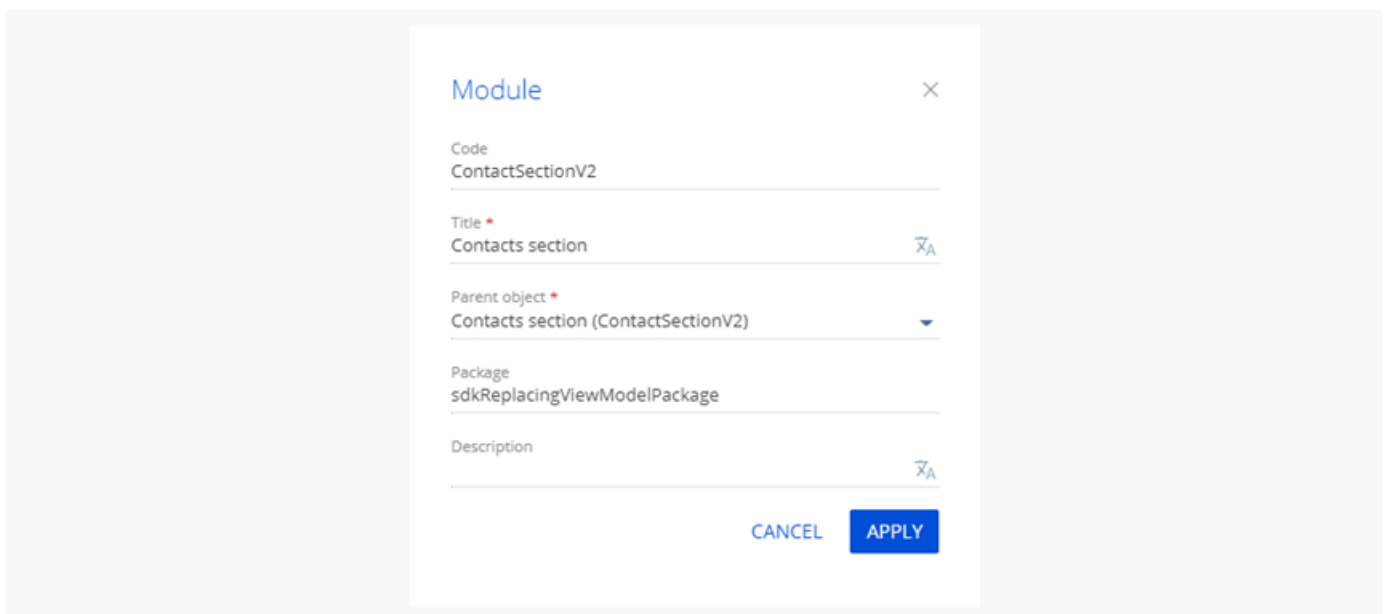 Module
Code
ContactSectionV2
Title *
Contacts section
Parent object *
Contacts section (ContactSectionV2)
Package
sdkReplacingViewModelPackage
Description
CANCEL APPLY